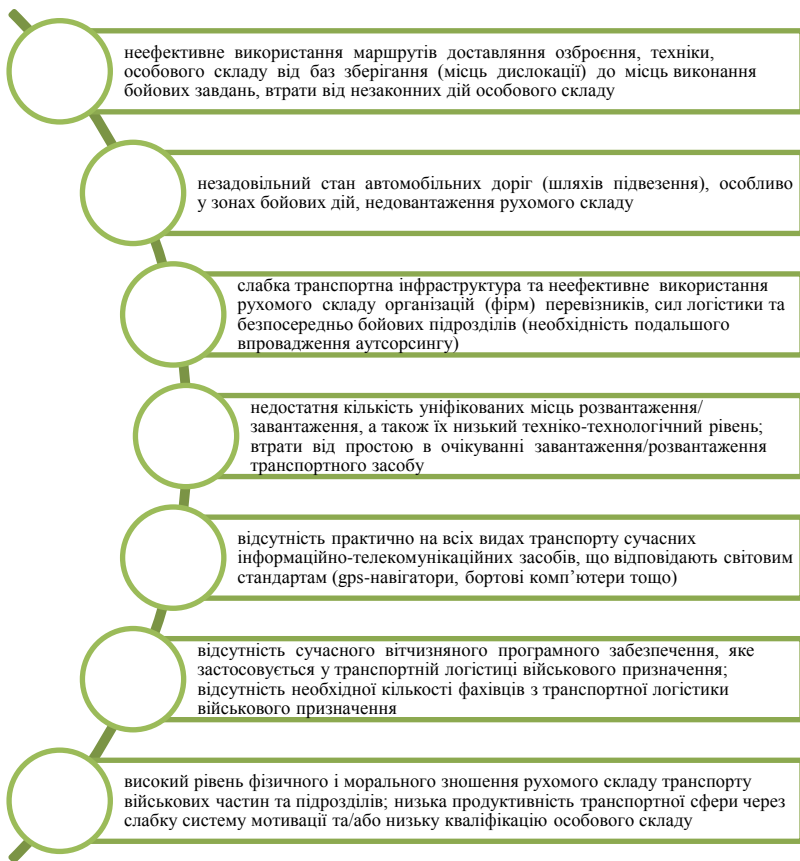 неефективне використання маршрутів доставляння озброєння, техніки,
особового складу від баз зберігання (місць дислокації) до місць виконання
бойових завдань, втрати від незаконних дій особового складу
незадовільний стан автомобільних доріг (шляхів підвезення), особливо
у зонах бойових дій, недовантаження рухомого складу
слабка транспортна інфраструктура та неефективне використання
рухомого складу організацій (фірм) перевізників, сил логістики та
безпосередньо бойових підрозділів (необхідність подальшого
впровадження аутсорсингу)
недостатня кількість уніфікованих місць розвантаження/
завантаження, а також їх низький техніко-технологічний рівень;
втрати від простою в очікуванні завантаження/розвантаження
транспортного засобу
відсутність практично на всіх видах транспорту сучасних
інформаційно-телекомунікаційних засобів, що відповідають світовим
стандартам (gps-навігатори, бортові комп’ютери тощо)
відсутність сучасного вітчизняного програмного забезпечення, яке
застосовується у транспортній логістиці військового призначення;
відсутність необхідної кількості фахівців з транспортної логістики
військового призначення
високий рівень фізичного і морального зношення рухомого складу транспорту
військових частин та підрозділів; низька продуктивність транспортної сфери через
слабку систему мотивації та/або низьку кваліфікацію особового складу